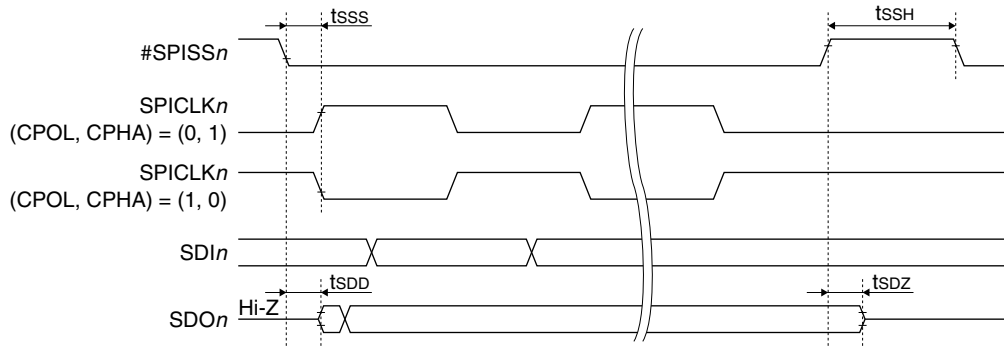 tSSS
tSSH
#SPISSn
SPICLKn
(CPOL, CPHA) = (0, 1)
SPICLKn
(CPOL, CPHA) = (1, 0)
SDIn
tSDD
tSDZ
Hi-Z
SDOn